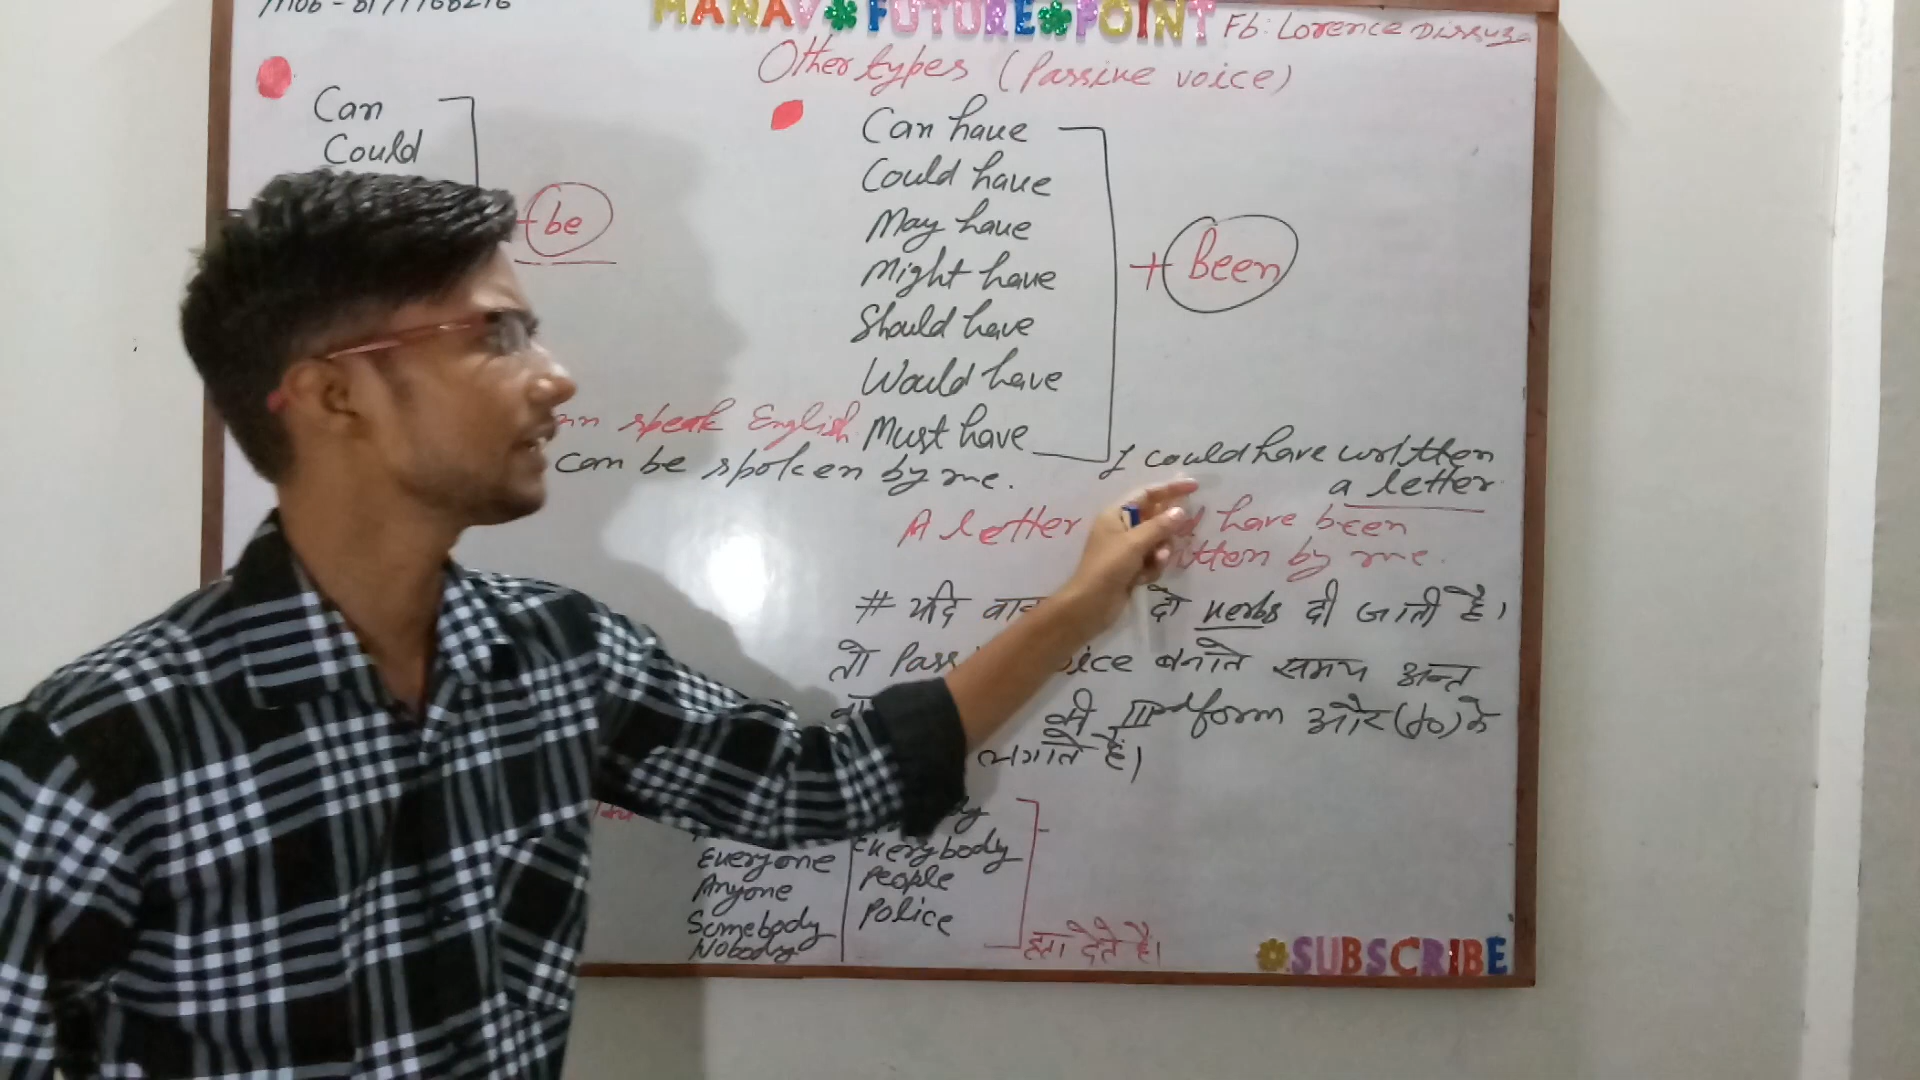 MANAV FUTURE POINT
Fb: Lorence
Other types (Passive voice)
Can
Could
+ be
Can have
Could have
May have
Might have
Should have
Would have
Must have
+ Been
speak English
can be spoken by me.
I could have written
a letter
A letter have been
by me.
# यदि दो verbs दी जाती है।
तो बनाते समय अन्त
की IIIrd form और (to) के
लगाते हैं।
Everyone
Anyone
Somebody
Nobody
Everybody
People
Police
हटा देते है।
SUBSCRIBE